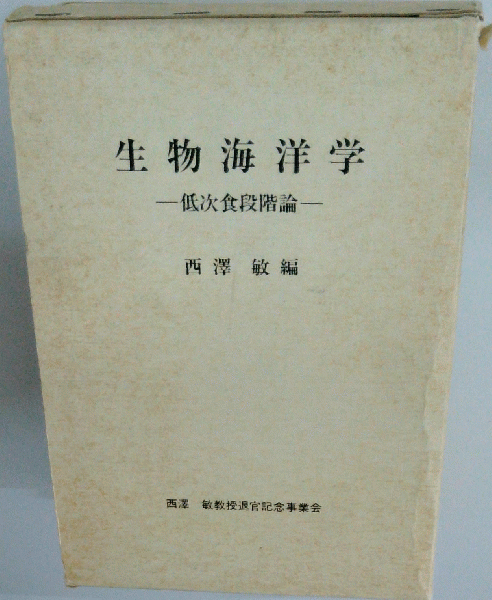 生物海洋学
―低次食段階論―
西澤 敏編
西澤 敏教授退官記念事業会